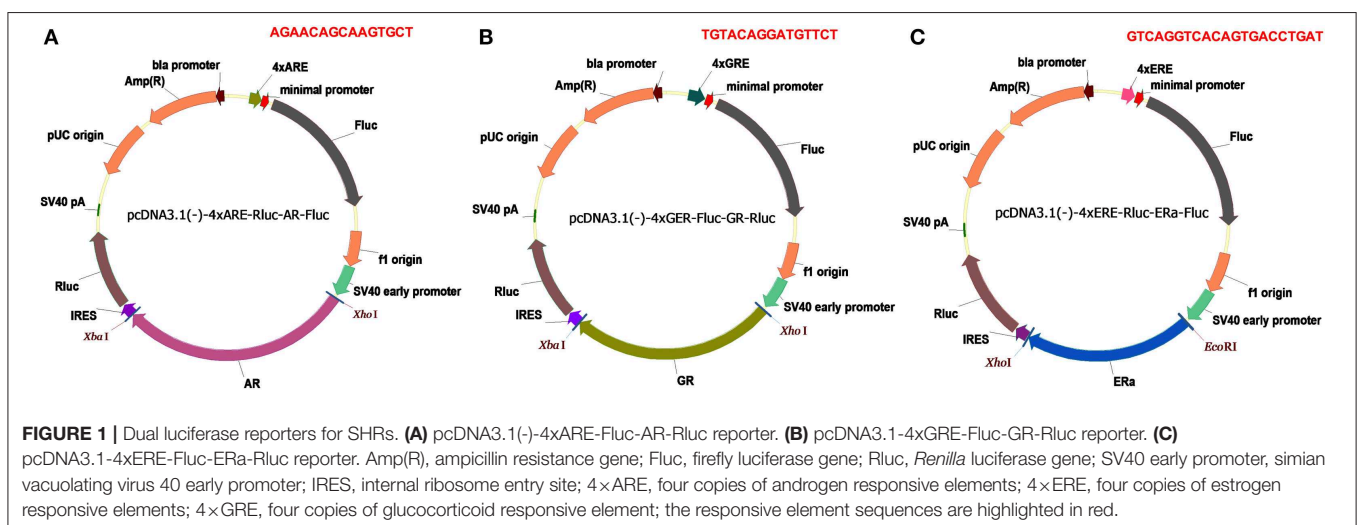 A
AGAACAGCAAGTGCT
bla promoter
4xARE
minimal promoter
Amp(R)
Fluc
pUC origin
SV40 pA
pcDNA3.1(-)-4xARE-Rluc-AR-Fluc
f1 origin
Rluc
SV40 early promoter
IRES
XhoI
XbaI
AR
B
TGTACAGGATGTTCT
bla promoter
4xGRE
minimal promoter
Amp(R)
Fluc
pUC origin
SV40 pA
pcDNA3.1(-)-4xGER-Fluc-GR-Rluc
f1 origin
Rluc
SV40 early promoter
IRES
XhoI
XbaI
GR
C
GTCAGGTCACAGTGACCTGAT
bla promoter
4xERE
minimal promoter
Amp(R)
Fluc
pUC origin
SV40 pA
pcDNA3.1(-)-4xERE-Rluc-ERa-Fluc
f1 origin
Rluc
SV40 early promoter
IRES
EcoRI
XhoI
ERa
FIGURE 1 | Dual luciferase reporters for SHRs. (A) pcDNA3.1(-)-4xARE-Fluc-AR-Rluc reporter. (B) pcDNA3.1-4xGRE-Fluc-GR-Rluc reporter. (C)
pcDNA3.1-4xERE-Fluc-ERa-Rluc reporter. Amp(R), ampicillin resistance gene; Fluc, firefly luciferase gene; Rluc, Renilla luciferase gene; SV40 early promoter, simian
vacuolating virus 40 early promoter; IRES, internal ribosome entry site; 4×ARE, four copies of androgen responsive elements; 4×ERE, four copies of estrogen
responsive elements; 4×GRE, four copies of glucocorticoid responsive element; the responsive element sequences are highlighted in red.